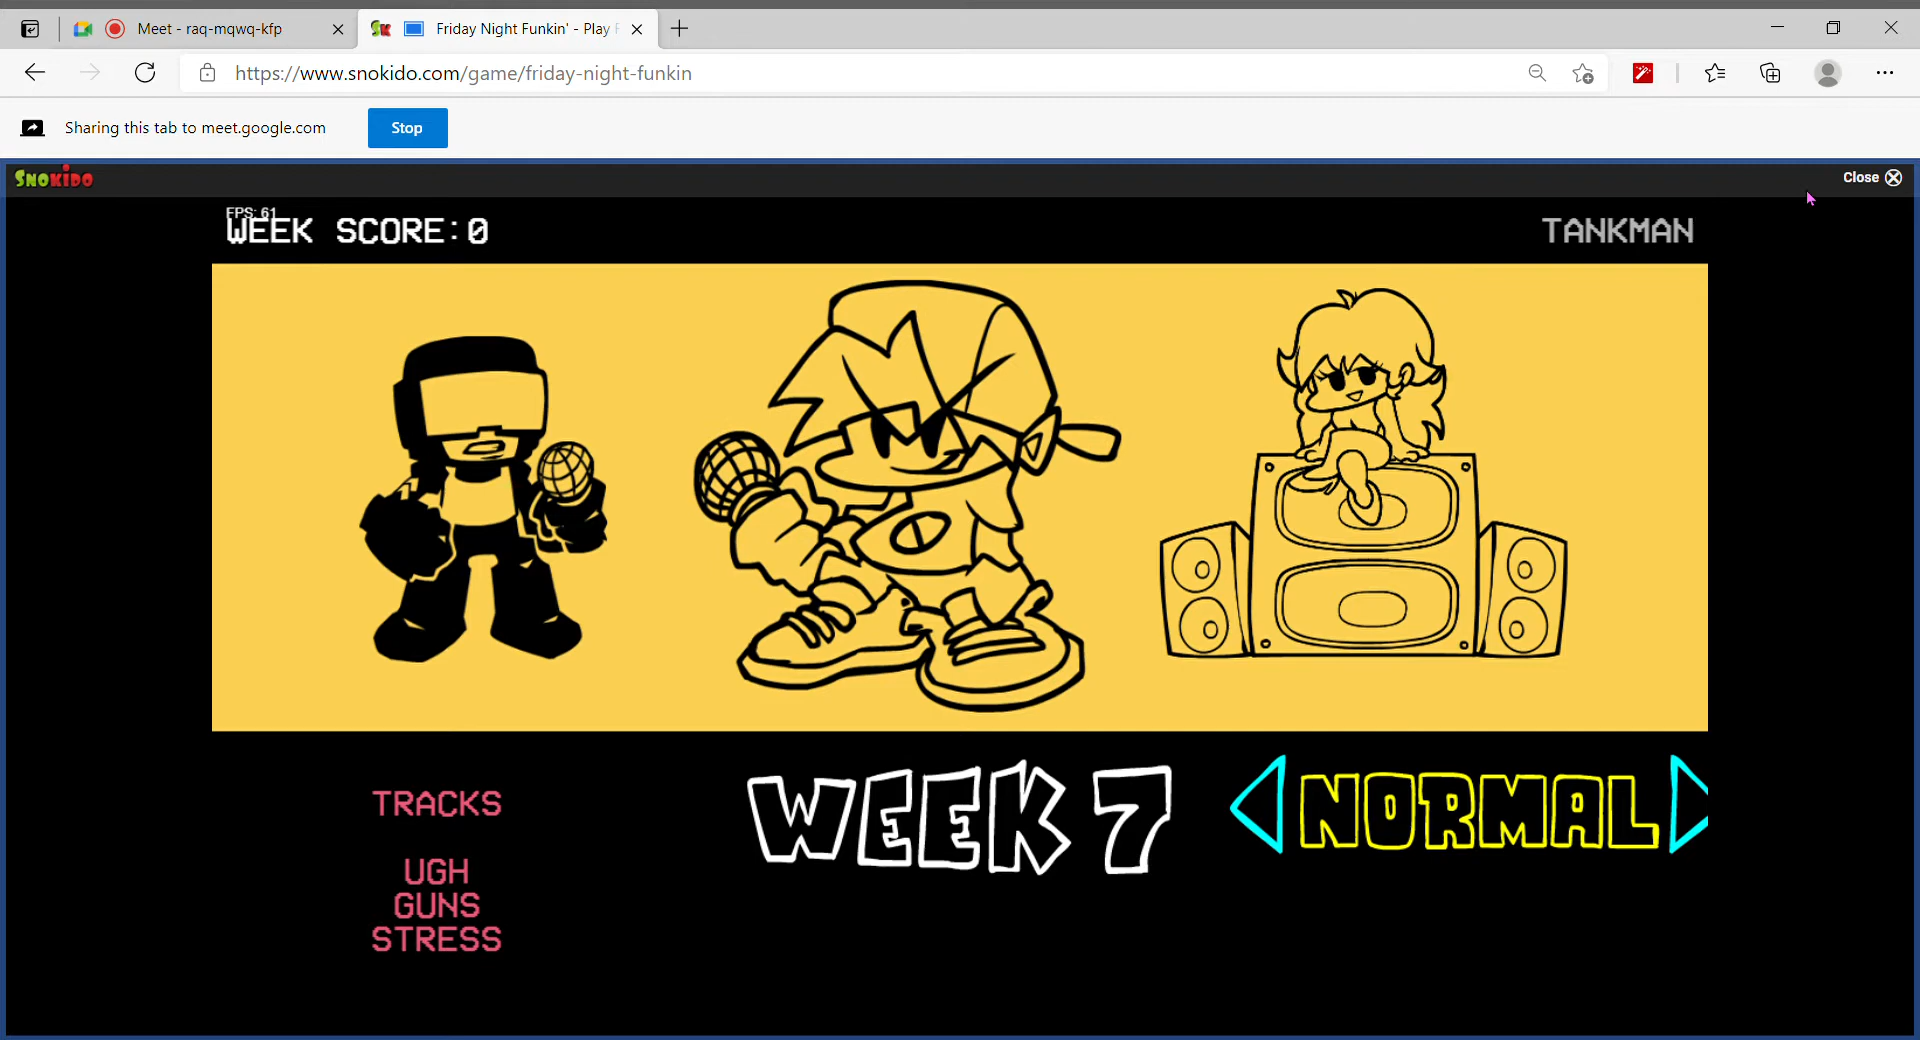 Meet - raq-mqwq-kfp
Friday Night Funkin' - Play F
https://www.snokido.com/game/friday-night-funkin
Sharing this tab to meet.google.com
Stop
SNOKIDO
Close
FPS: 61
WEEK SCORE:0
TANKMAN
TRACKS
UGH
GUNS
STRESS
WEEK 7
NORMAL